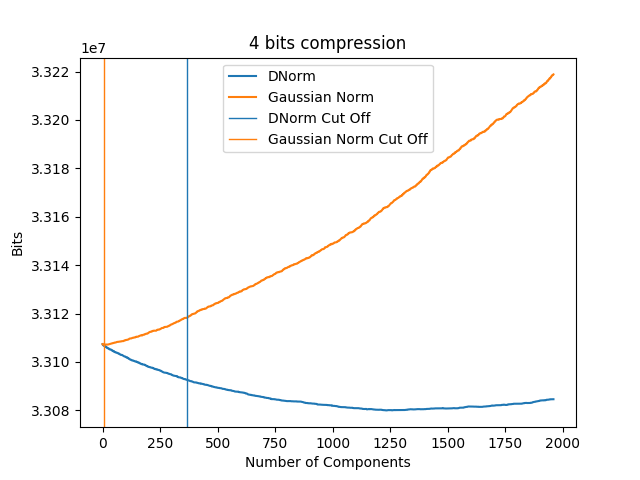 4 bits compression
1e7
DNorm
Gaussian Norm
DNorm Cut Off
Gaussian Norm Cut Off
3.322
3.320
3.318
3.316
3.314
3.312
3.310
3.308
Bits
0 250 500 750 1000 1250 1500 1750 2000
Number of Components